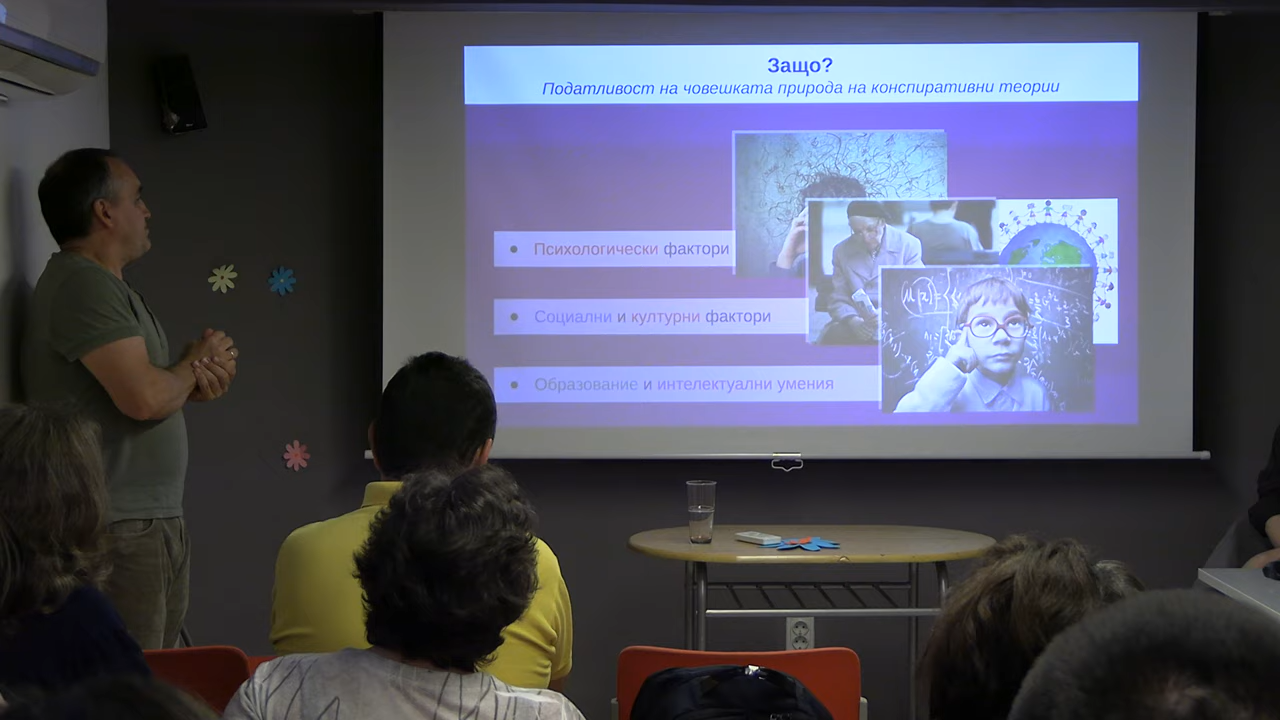 Защо?
Податливост на човешката природа на конспиративни теории
Психологически фактори
Социални и културни фактори
Образование и интелектуални умения